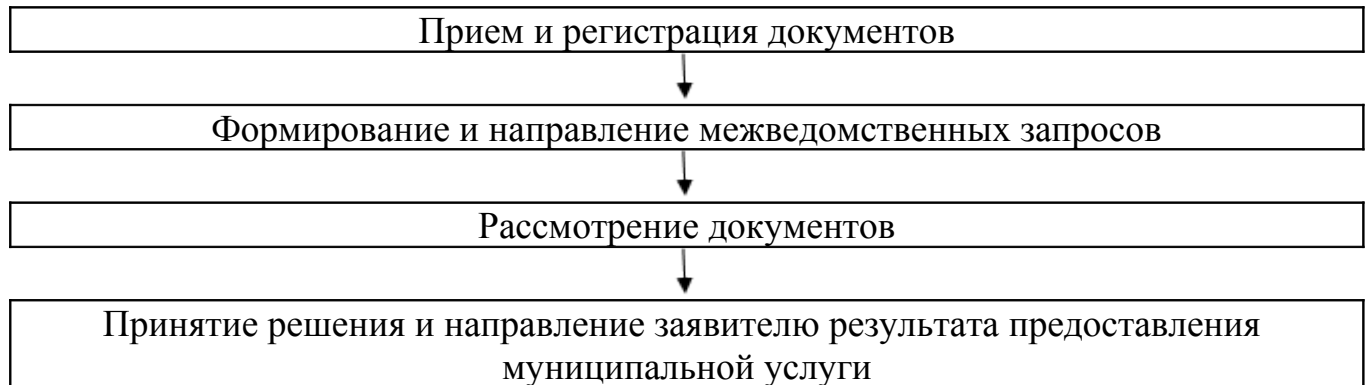 Прием и регистрация документов
Формирование и направление межведомственных запросов
Рассмотрение документов
Принятие решения и направление заявителю результата предоставления
муниципальной услуги